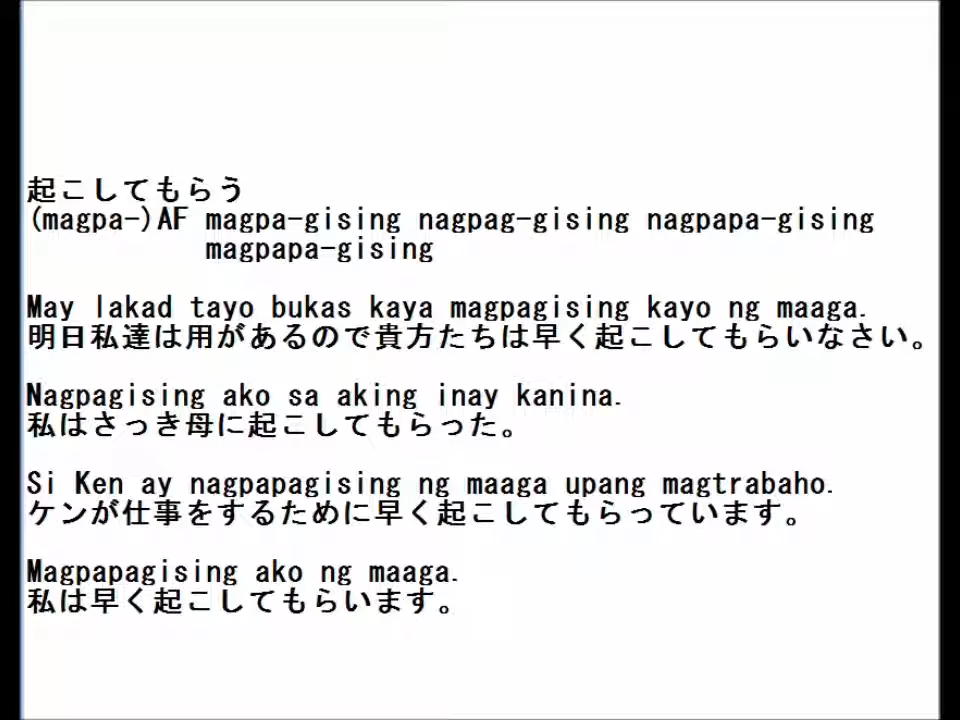 起こしてもらう
(magpa-)AF magpa-gising nagpag-gising nagpapa-gising
magpapa-gising
May lakad tayo bukas kaya magpagising kayo ng maaga.
明日私達は用があるので貴方たちは早く起こしてもらいなさい。
Nagpagising ako sa aking inay kanina.
私はさっき母に起こしてもらった。
Si Ken ay nagpapagising ng maaga upang magtrabaho.
ケンが仕事をするために早く起こしてもらっています。
Magpapagising ako ng maaga.
私は早く起こしてもらいます。